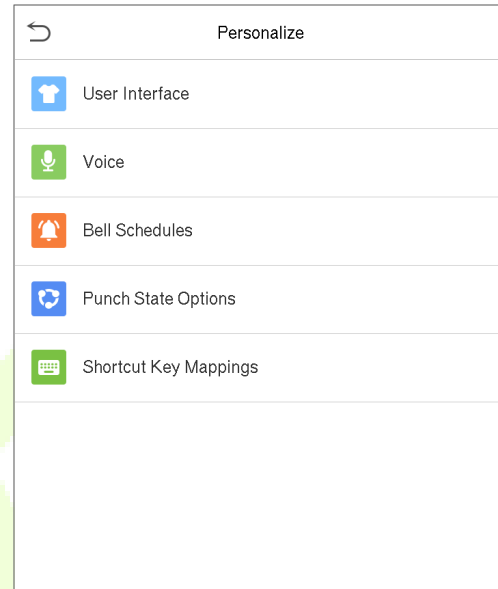 Personalize
User Interface
Voice
Bell Schedules
Punch State Options
Shortcut Key Mappings